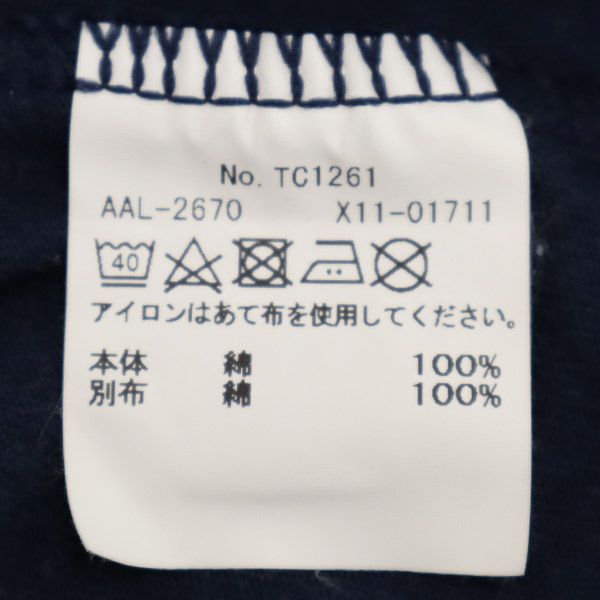 No. TC1261
AAL-2670 X11-01711
40
アイロンはあて布を使用してください。
本体 綿 100%
別布 綿 100%